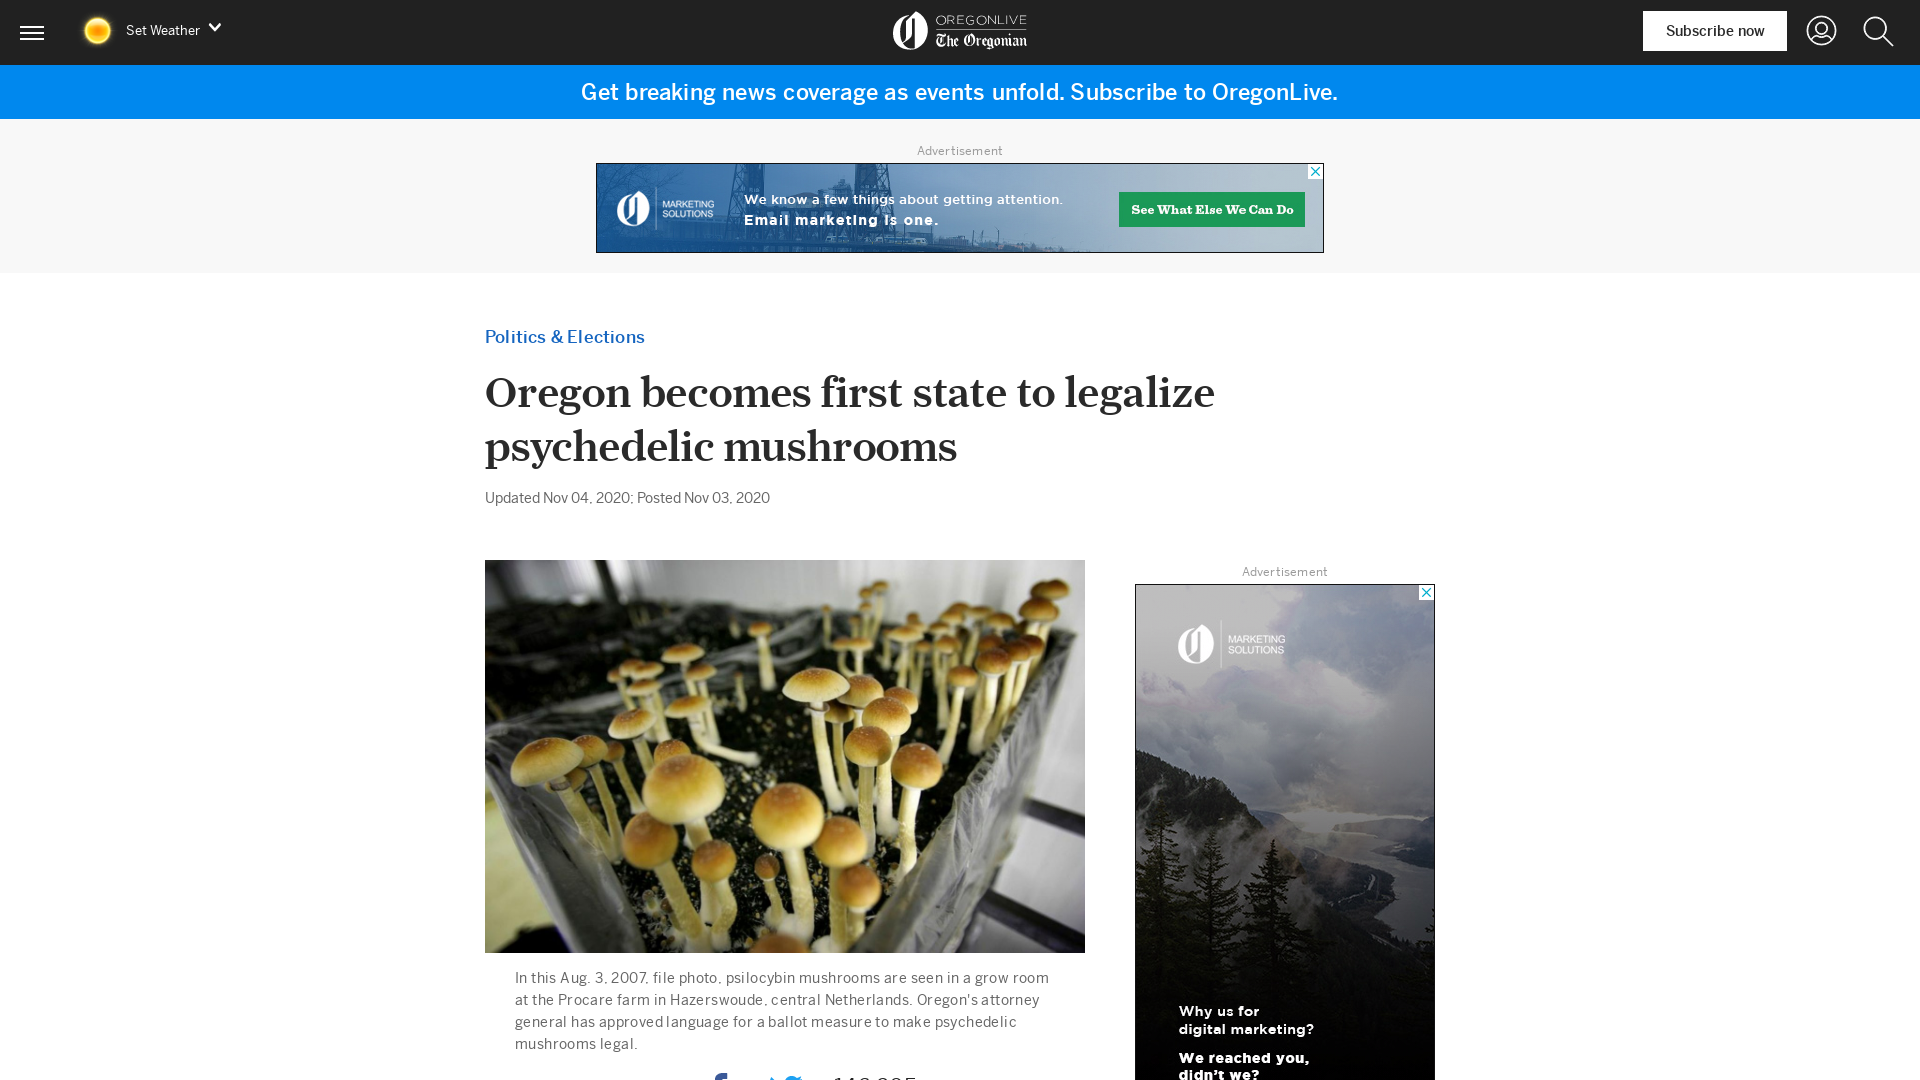 Set Weather
OREGONLIVE
The Oregonian
Subscribe now
Get breaking news coverage as events unfold. Subscribe to OregonLive.
Advertisement
MARKETING
SOLUTIONS
We know a few things about getting attention.
Email marketing is one.
See What Else We Can Do
Politics & Elections
Oregon becomes first state to legalize
psychedelic mushrooms
Updated Nov 04, 2020; Posted Nov 03, 2020
In this Aug. 3, 2007, file photo, psilocybin mushrooms are seen in a grow room
at the Procare farm in Hazerswoude, central Netherlands. Oregon's attorney
general has approved language for a ballot measure to make psychedelic
mushrooms legal.
Advertisement
MARKETING
SOLUTIONS
Why us for
digital marketing?
We reached you,
didn't we?